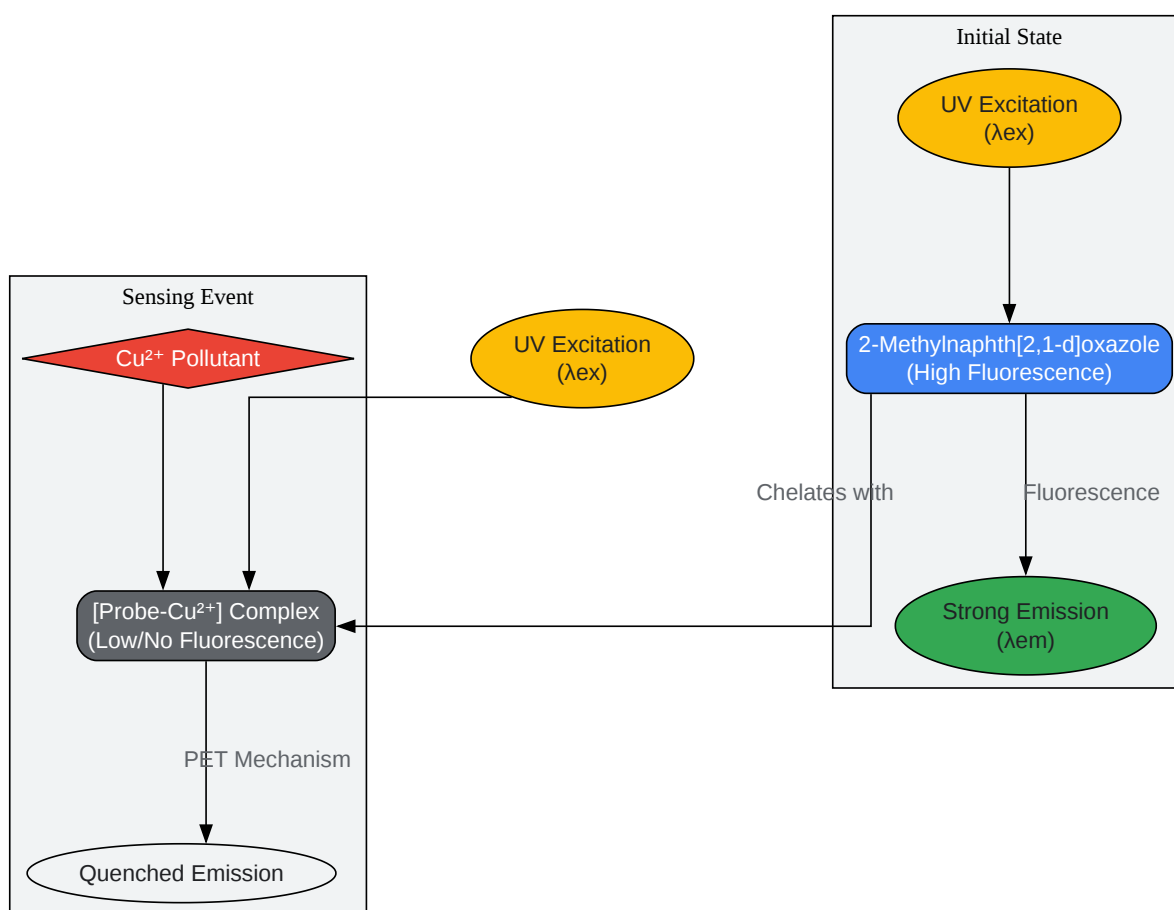 Initial State
UV Excitation
(λex)
Sensing Event
Cu²⁺ Pollutant
UV Excitation
(λex)
2-Methylnaphth[2,1-d]oxazole
(High Fluorescence)
Chelates with
Fluorescence
[Probe-Cu²⁺] Complex
(Low/No Fluorescence)
Strong Emission
(λem)
PET Mechanism
Quenched Emission